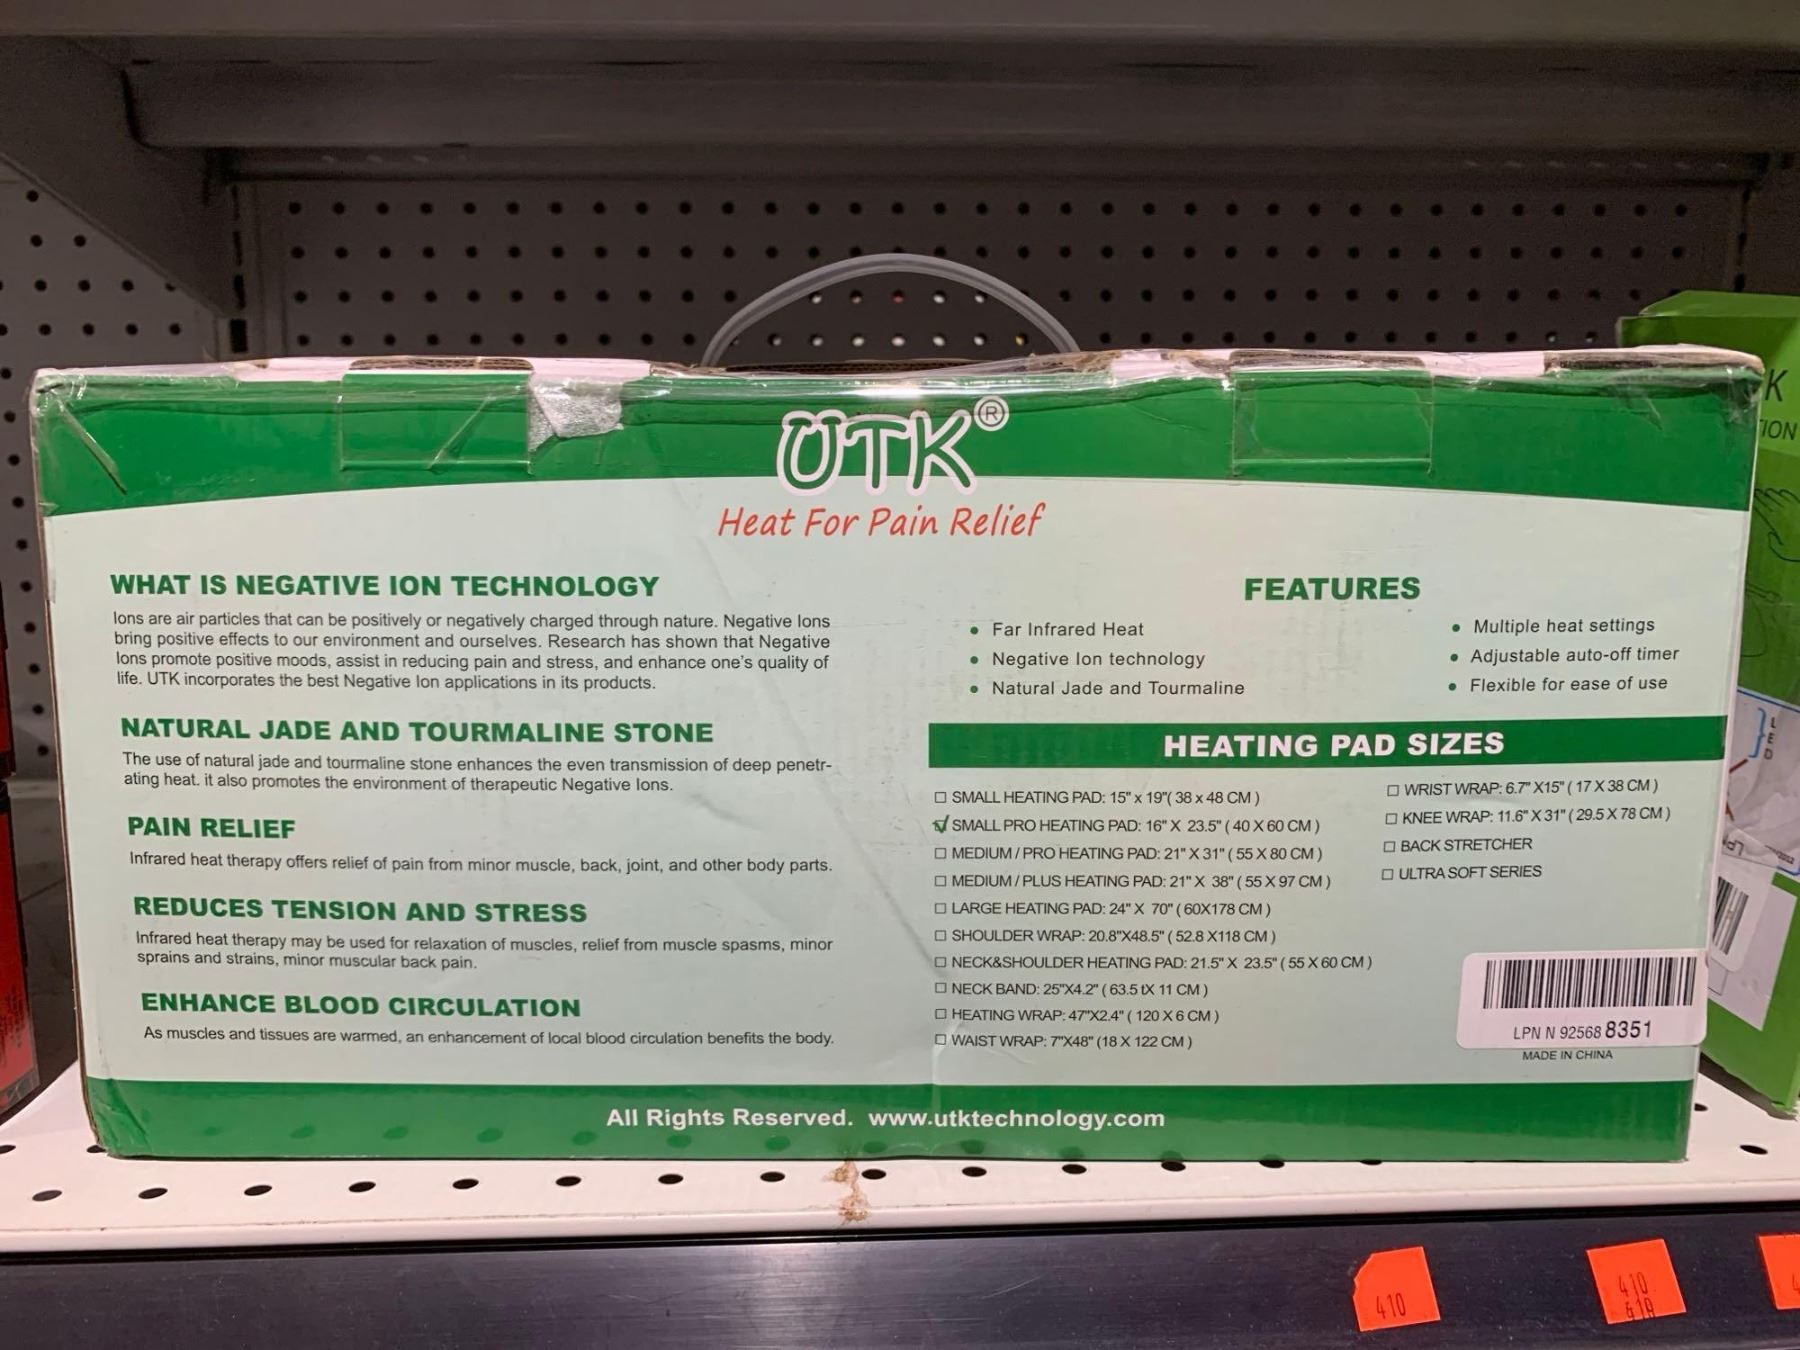 UTK®
Heat For Pain Relief
WHAT IS NEGATIVE ION TECHNOLOGY
Ions are air particles that can be positively or negatively charged through nature. Negative Ions
bring positive effects to our environment and ourselves. Research has shown that Negative
Ions promote positive moods, assist in reducing pain and stress, and enhance one's quality of
life. UTK incorporates the best Negative Ion applications in its products.
NATURAL JADE AND TOURMALINE STONE
The use of natural jade and tourmaline stone enhances the even transmission of deep penetr-
ating heat. it also promotes the environment of therapeutic Negative Ions.
PAIN RELIEF
Infrared heat therapy offers relief of pain from minor muscle, back, joint, and other body parts.
REDUCES TENSION AND STRESS
Infrared heat therapy may be used for relaxation of muscles, relief from muscle spasms, minor
sprains and strains, minor muscular back pain.
ENHANCE BLOOD CIRCULATION
As muscles and tissues are warmed, an enhancement of local blood circulation benefits the body.
FEATURES
• Far Infrared Heat
• Negative Ion technology
• Natural Jade and Tourmaline
• Multiple heat settings
• Adjustable auto-off timer
• Flexible for ease of use
HEATING PAD SIZES
☐ SMALL HEATING PAD: 15" x 19"( 38 x 48 CM )
☑ SMALL PRO HEATING PAD: 16" X 23.5" ( 40 X 60 CM )
☐ MEDIUM / PRO HEATING PAD: 21" X 31" ( 55 X 80 CM )
☐ MEDIUM / PLUS HEATING PAD: 21" X 38" ( 55 X 97 CM )
☐ LARGE HEATING PAD: 24" X 70" ( 60X178 CM )
☐ SHOULDER WRAP: 20.8"X48.5" ( 52.8 X118 CM )
☐ NECK&SHOULDER HEATING PAD: 21.5" X 23.5" ( 55 X 60 CM )
☐ NECK BAND: 25"X4.2" ( 63.5 tX 11 CM )
☐ HEATING WRAP: 47"X2.4" ( 120 X 6 CM )
☐ WAIST WRAP: 7"X48" (18 X 122 CM )
☐ WRIST WRAP: 6.7" X15" ( 17 X 38 CM )
☐ KNEE WRAP: 11.6" X 31" ( 29.5 X 78 CM )
☐ BACK STRETCHER
☐ ULTRA SOFT SERIES
LPN N 92568 8351
MADE IN CHINA
All Rights Reserved. www.utktechnology.com
K
ION
LED
410
410